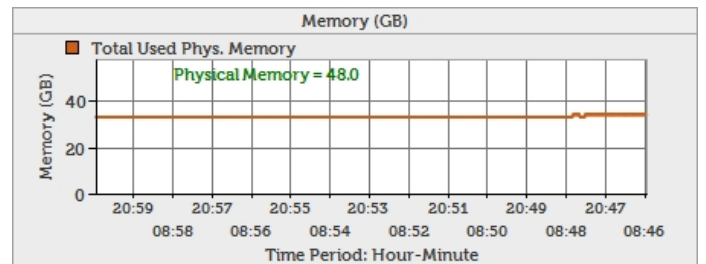 Memory (GB)
Total Used Phys. Memory
Physical Memory = 48.0
Memory (GB)
40
20
0
20:59 20:57 20:55 20:53 20:51 20:49 20:47
08:58 08:56 08:54 08:52 08:50 08:48 08:46
Time Period: Hour-Minute